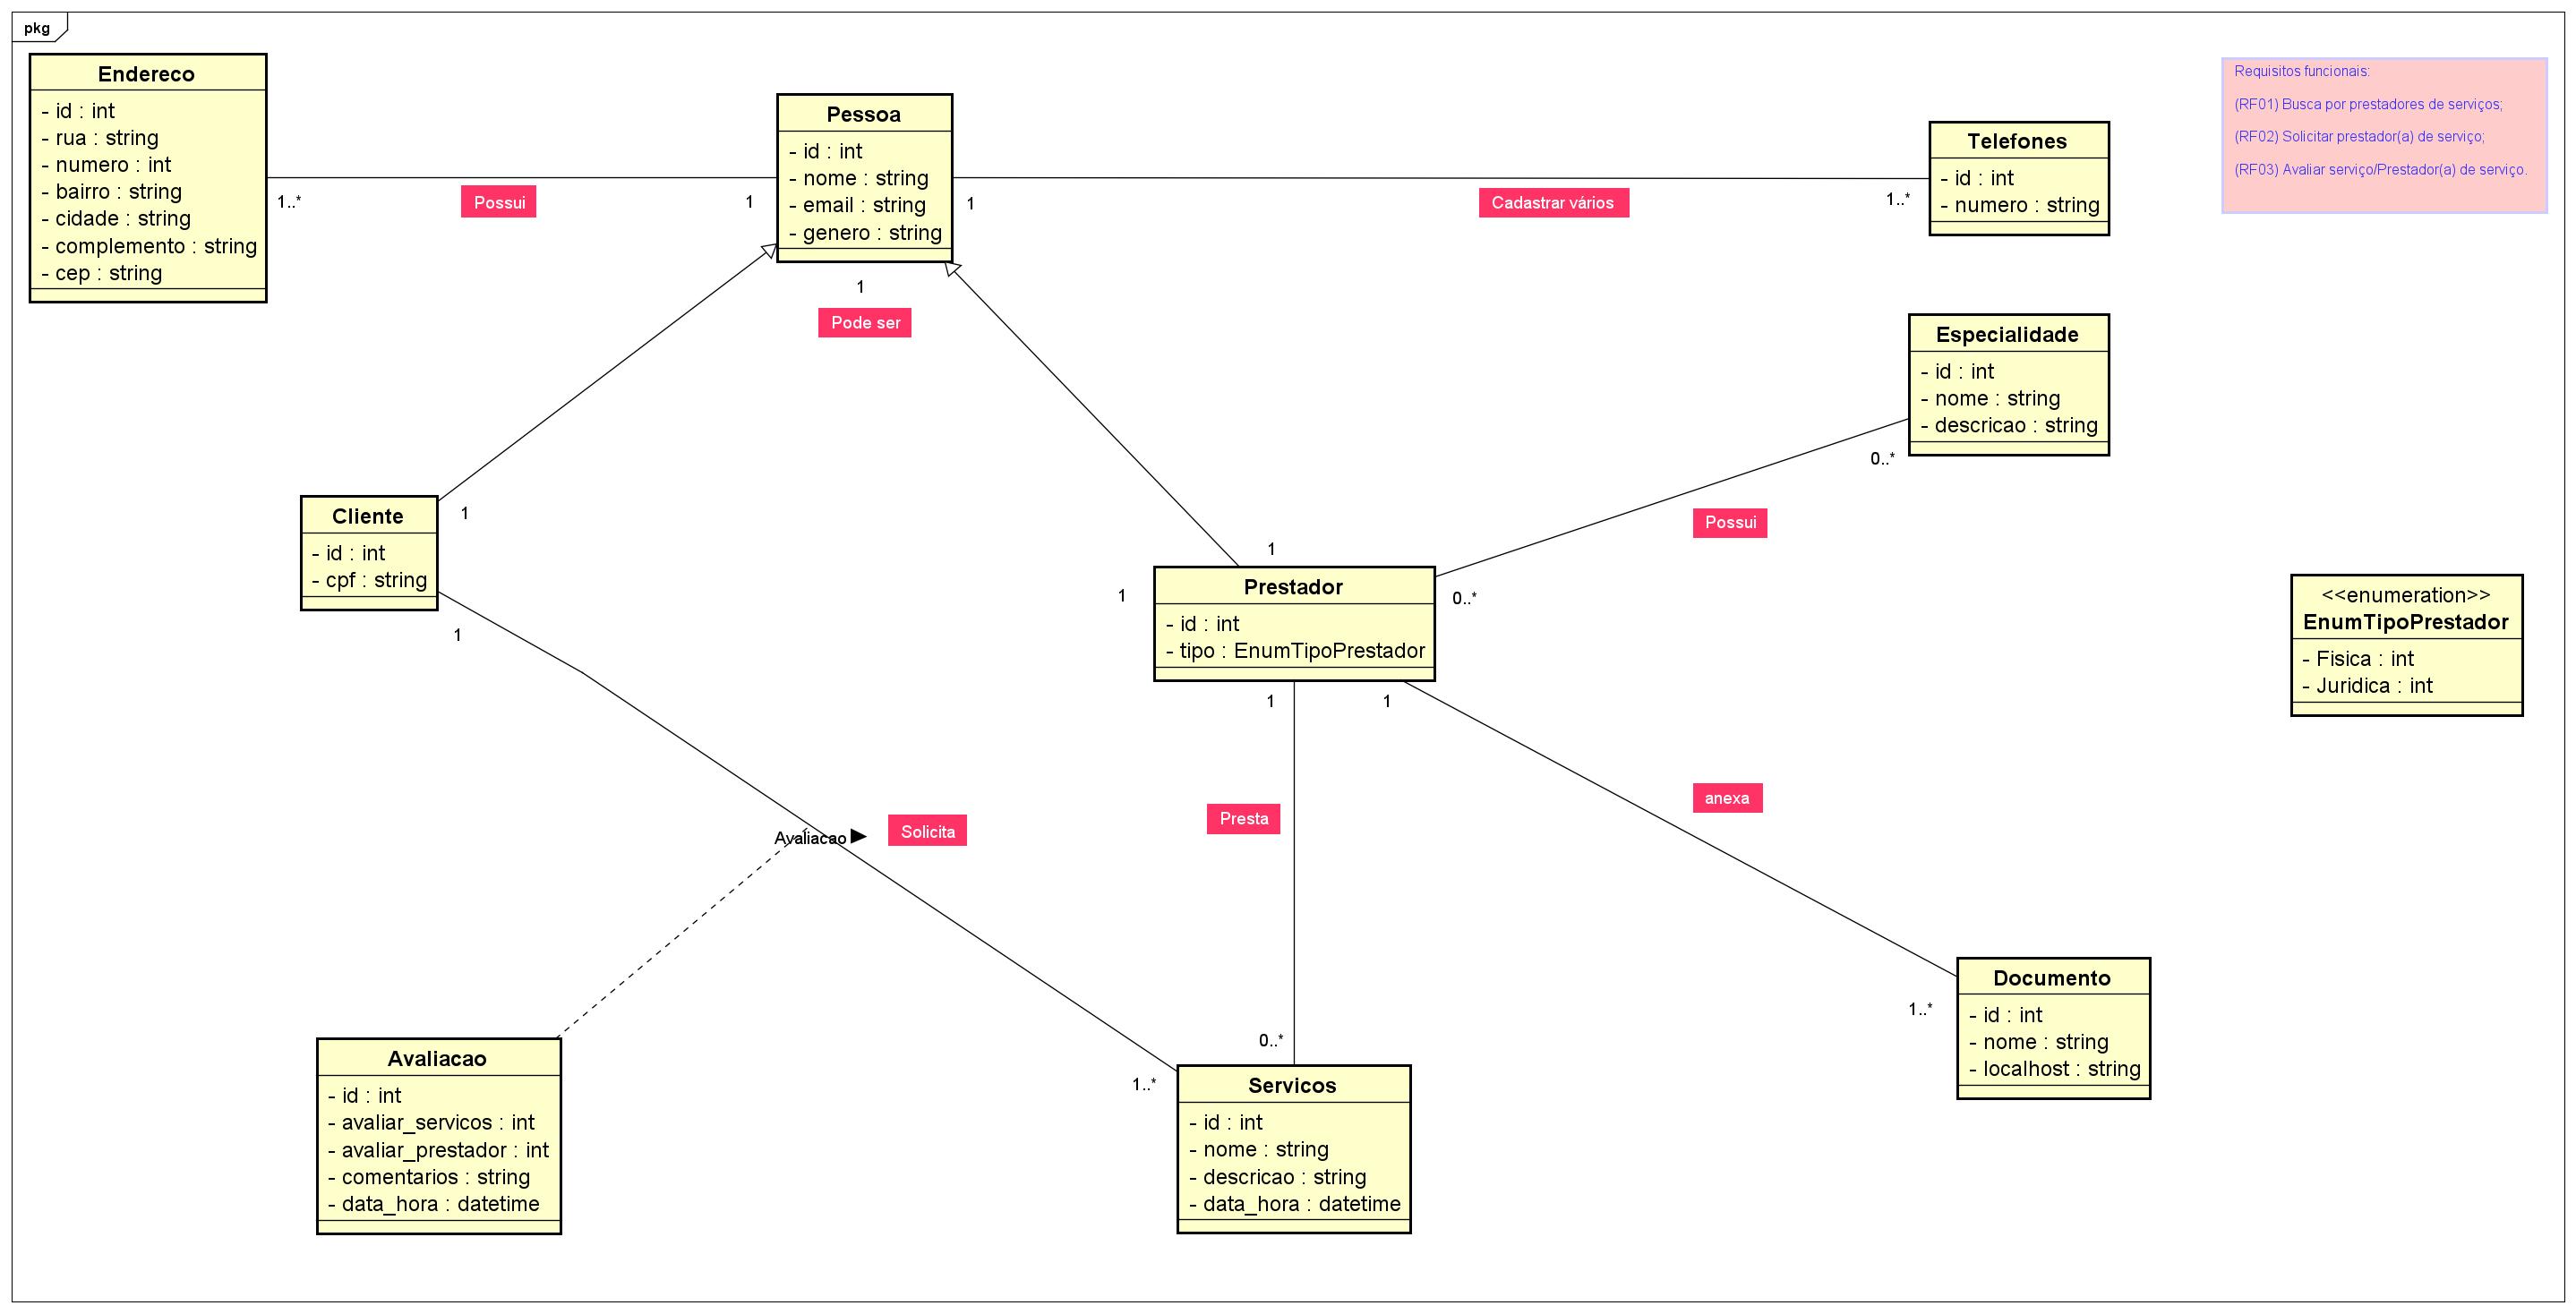 pkg
Endereco
- id : int
- rua : string
- numero : int
- bairro : string
- cidade : string
- complemento : string
- cep : string
1..*
Possui
1
Pessoa
- id : int
- nome : string
- email : string
- genero : string
1
Cadastrar vários
1..*
Telefones
- id : int
- numero : string
Requisitos funcionais:
(RF01) Busca por prestadores de serviços;
(RF02) Solicitar prestador(a) de serviço;
(RF03) Avaliar serviço/Prestador(a) de serviço.
1
Pode ser
Especialidade
- id : int
- nome : string
- descricao : string
0..*
Possui
0..*
Cliente
- id : int
- cpf : string
1
1
1
1
Prestador
- id : int
- tipo : EnumTipoPrestador
<<enumeration>>
EnumTipoPrestador
- Fisica : int
- Juridica : int
1
1
Presta
anexa
Avaliacao
Solicita
0..*
1..*
1..*
Documento
- id : int
- nome : string
- localhost : string
Avaliacao
- id : int
- avaliar_servicos : int
- avaliar_prestador : int
- comentarios : string
- data_hora : datetime
Servicos
- id : int
- nome : string
- descricao : string
- data_hora : datetime